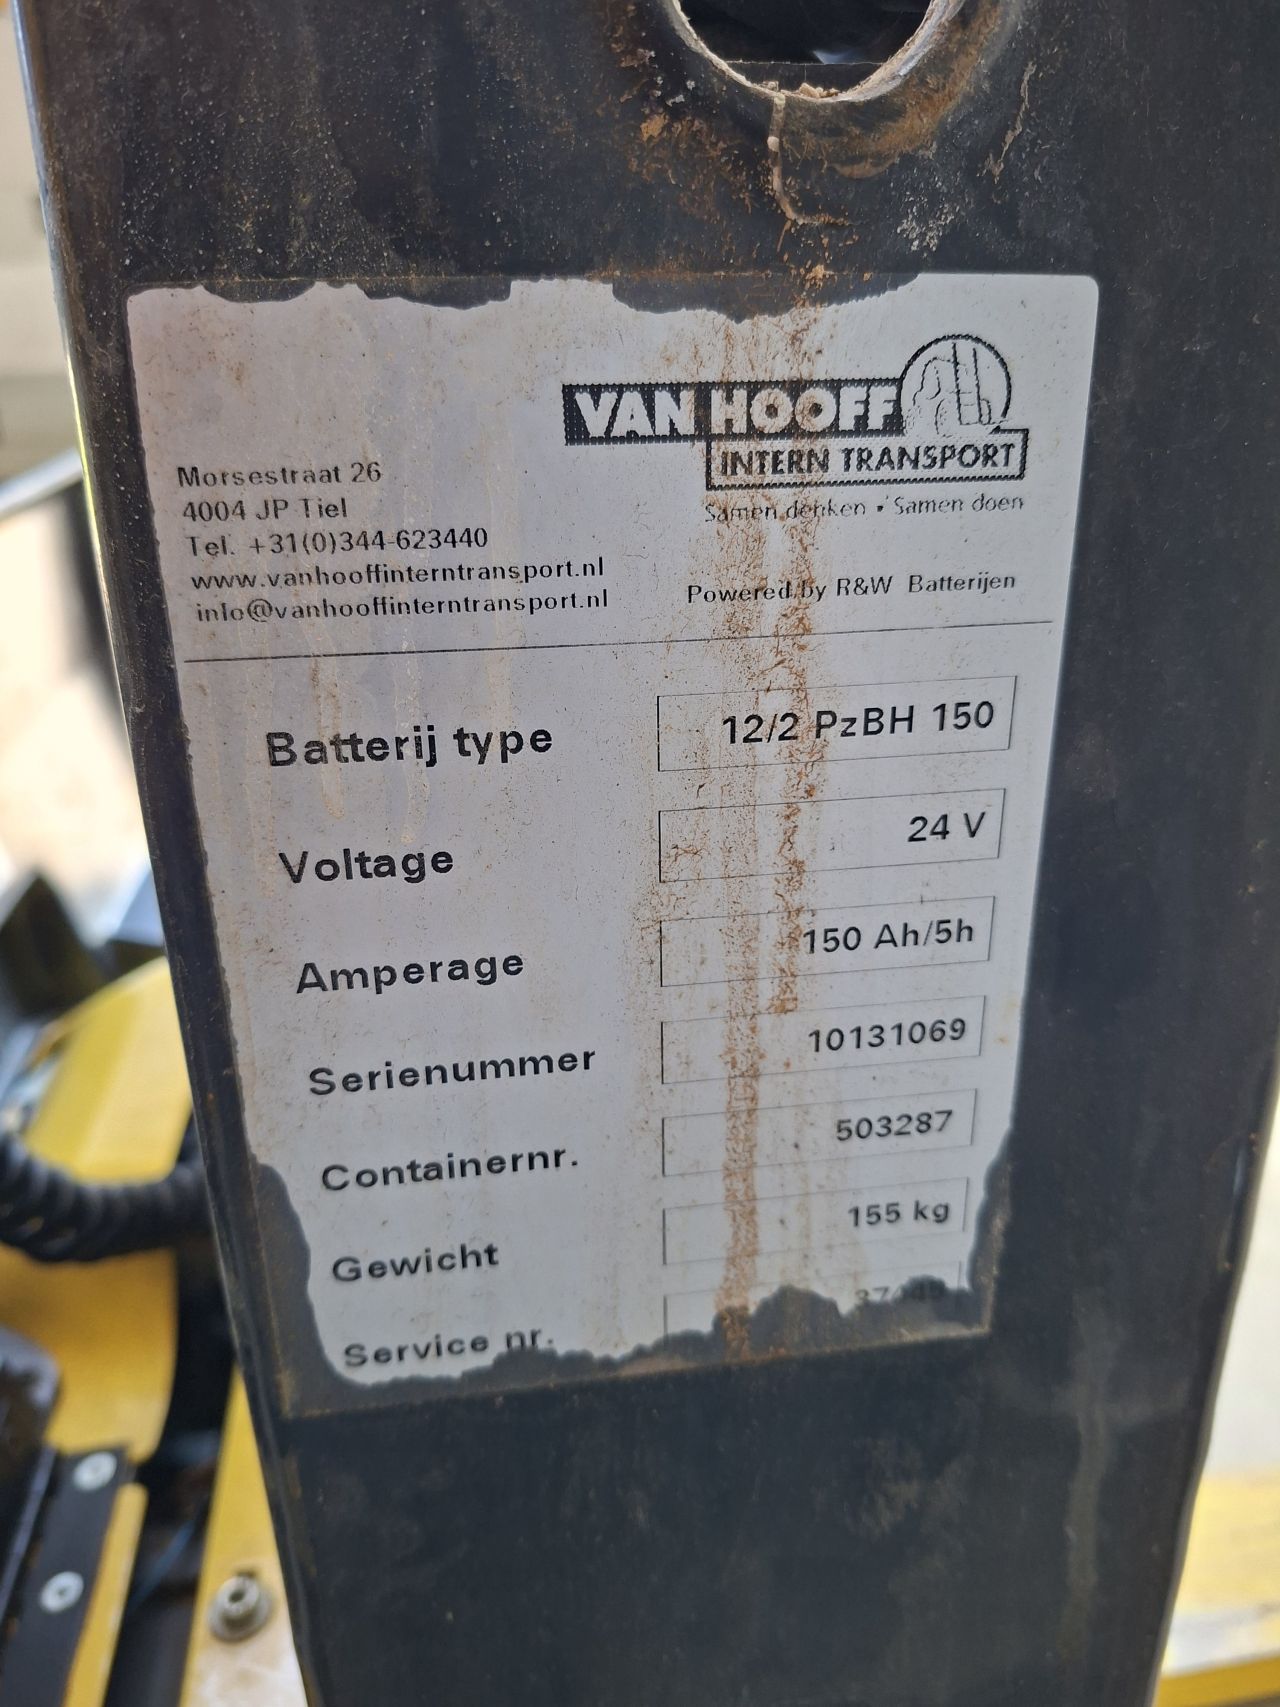 VAN HOOFF
INTERN TRANSPORT
Samen denken • Samen doen
Morsestraat 26
4004 JP Tiel
Tel. +31(0)344-623440
www.vanhooffinterntransport.nl
info@vanhooffinterntransport.nl
Powered by R&W Batterijen
Batterij type 12/2 PzBH 150
Voltage 24 V
Amperage 150 Ah/5h
Serienummer 10131069
Containernr. 503287
Gewicht 155 kg
Service nr.